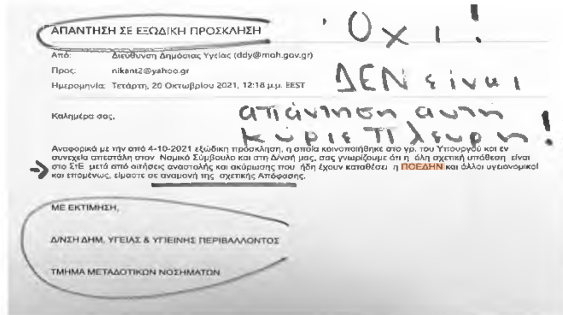 ΑΠΑΝΤΗΣΗ ΣΕ ΕΞΩΔΙΚΗ ΠΡΟΣΚΛΗΣΗ
Όχι!
Από: Διεύθυνση Δημόσιας Υγείας (ddy@moh.gov.gr)
Προς: nikant2@yahoo.gr
Ημερομηνία: Τετάρτη, 20 Οκτωβρίου 2021, 12:18 μ.μ. EEST
ΔΕΝ είναι
απάντηση αυτή
κύριε Πλεύρη!
Καλημέρα σας,
Αναφορικά με την από 4-10-2021 εξώδικη πρόσκληση, η οποία κοινοποιήθηκε στο γρ. του Υπουργού και εν
συνεχεία απεστάλη στον Νομικό Σύμβουλο και στη Δ/νσή μας, σας γνωρίζουμε ότι η όλη σχετική υπόθεση είναι
στο ΣτΕ μετά από αιτήσεις αναστολής και ακύρωσης που ήδη έχουν καταθέσει η ΠΟΕΔΗΝ και άλλοι υγειονομικοί
και επομένως, είμαστε σε αναμονή της σχετικής Απόφασης.
ΜΕ ΕΚΤΙΜΗΣΗ,
Δ/ΝΣΗ ΔΗΜ. ΥΓΕΙΑΣ & ΥΓΙΕΙΝΗΣ ΠΕΡΙΒΑΛΛΟΝΤΟΣ
ΤΜΗΜΑ ΜΕΤΑΔΟΤΙΚΩΝ ΝΟΣΗΜΑΤΩΝ